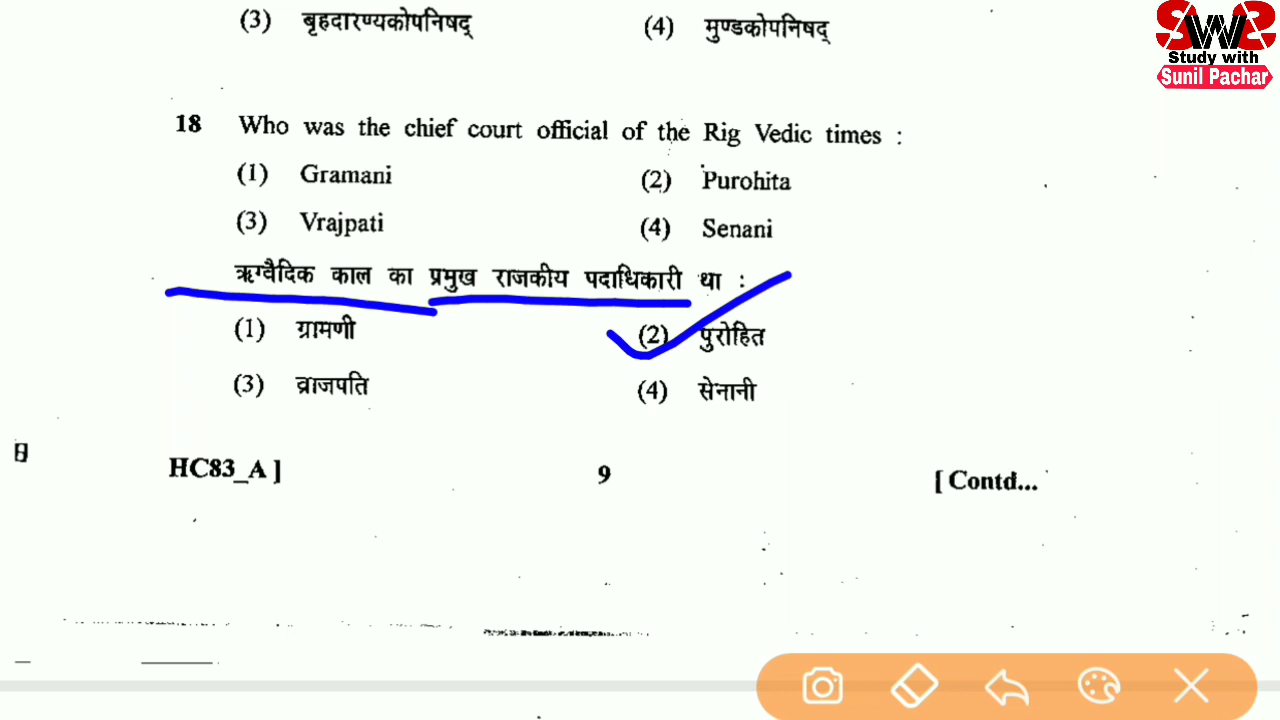 SWS
Study with
Sunil Pachar
(3) बृहदारण्यकोपनिषद् (4) मुण्डकोपनिषद्
18 Who was the chief court official of the Rig Vedic times :
(1) Gramani (2) Purohita
(3) Vrajpati (4) Senani
ऋग्वैदिक काल का प्रमुख राजकीय पदाधिकारी था :
(1) ग्रामणी (2) पुरोहित
(3) व्राजपति (4) सेनानी
HC83_A ] 9 [ Contd...